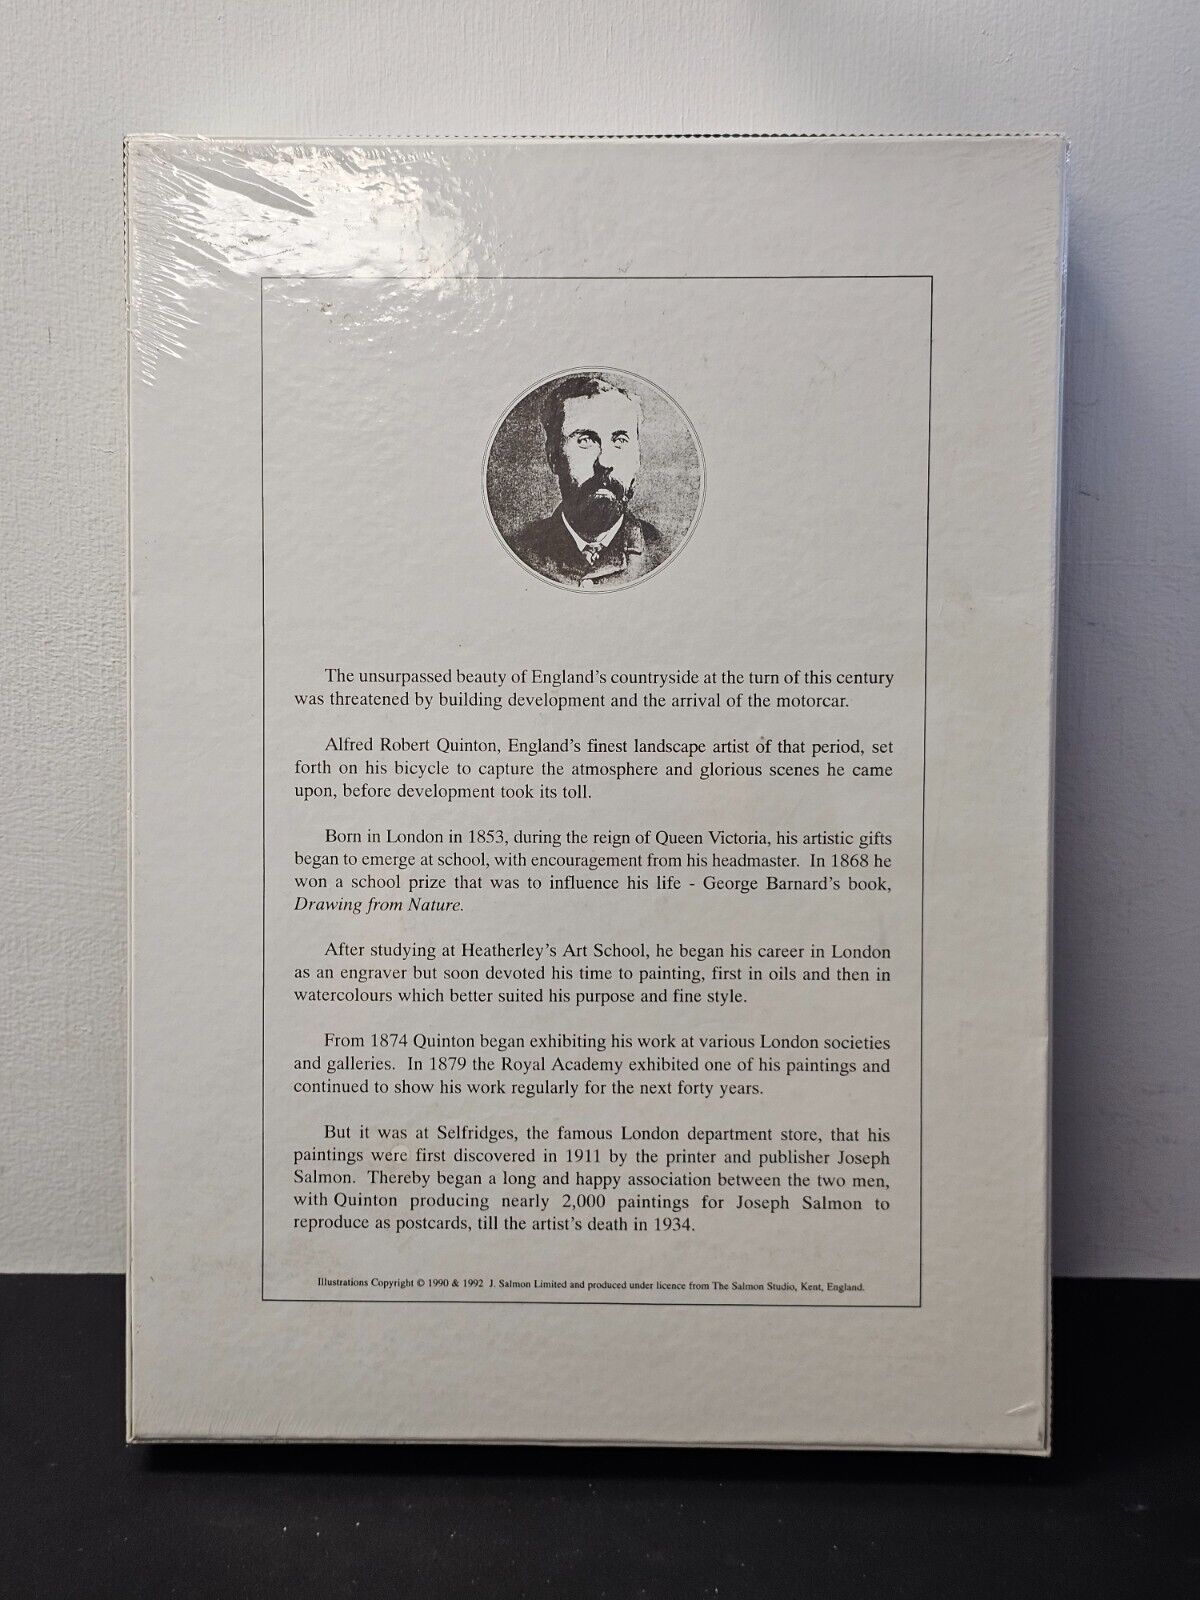 The unsurpassed beauty of England's countryside at the turn of this century
was threatened by building development and the arrival of the motorcar.
Alfred Robert Quinton, England's finest landscape artist of that period, set
forth on his bicycle to capture the atmosphere and glorious scenes he came
upon, before development took its toll.
Born in London in 1853, during the reign of Queen Victoria, his artistic gifts
began to emerge at school, with encouragement from his headmaster. In 1868 he
won a school prize that was to influence his life - George Barnard's book,
Drawing from Nature.
After studying at Heatherley's Art School, he began his career in London
as an engraver but soon devoted his time to painting, first in oils and then in
watercolours which better suited his purpose and fine style.
From 1874 Quinton began exhibiting his work at various London societies
and galleries. In 1879 the Royal Academy exhibited one of his paintings and
continued to show his work regularly for the next forty years.
But it was at Selfridges, the famous London department store, that his
paintings were first discovered in 1911 by the printer and publisher Joseph
Salmon. Thereby began a long and happy association between the two men,
with Quinton producing nearly 2,000 paintings for Joseph Salmon to
reproduce as postcards, till the artist's death in 1934.
Illustrations Copyright © 1990 & 1992 J. Salmon Limited and produced under licence from The Salmon Studio, Kent, England.